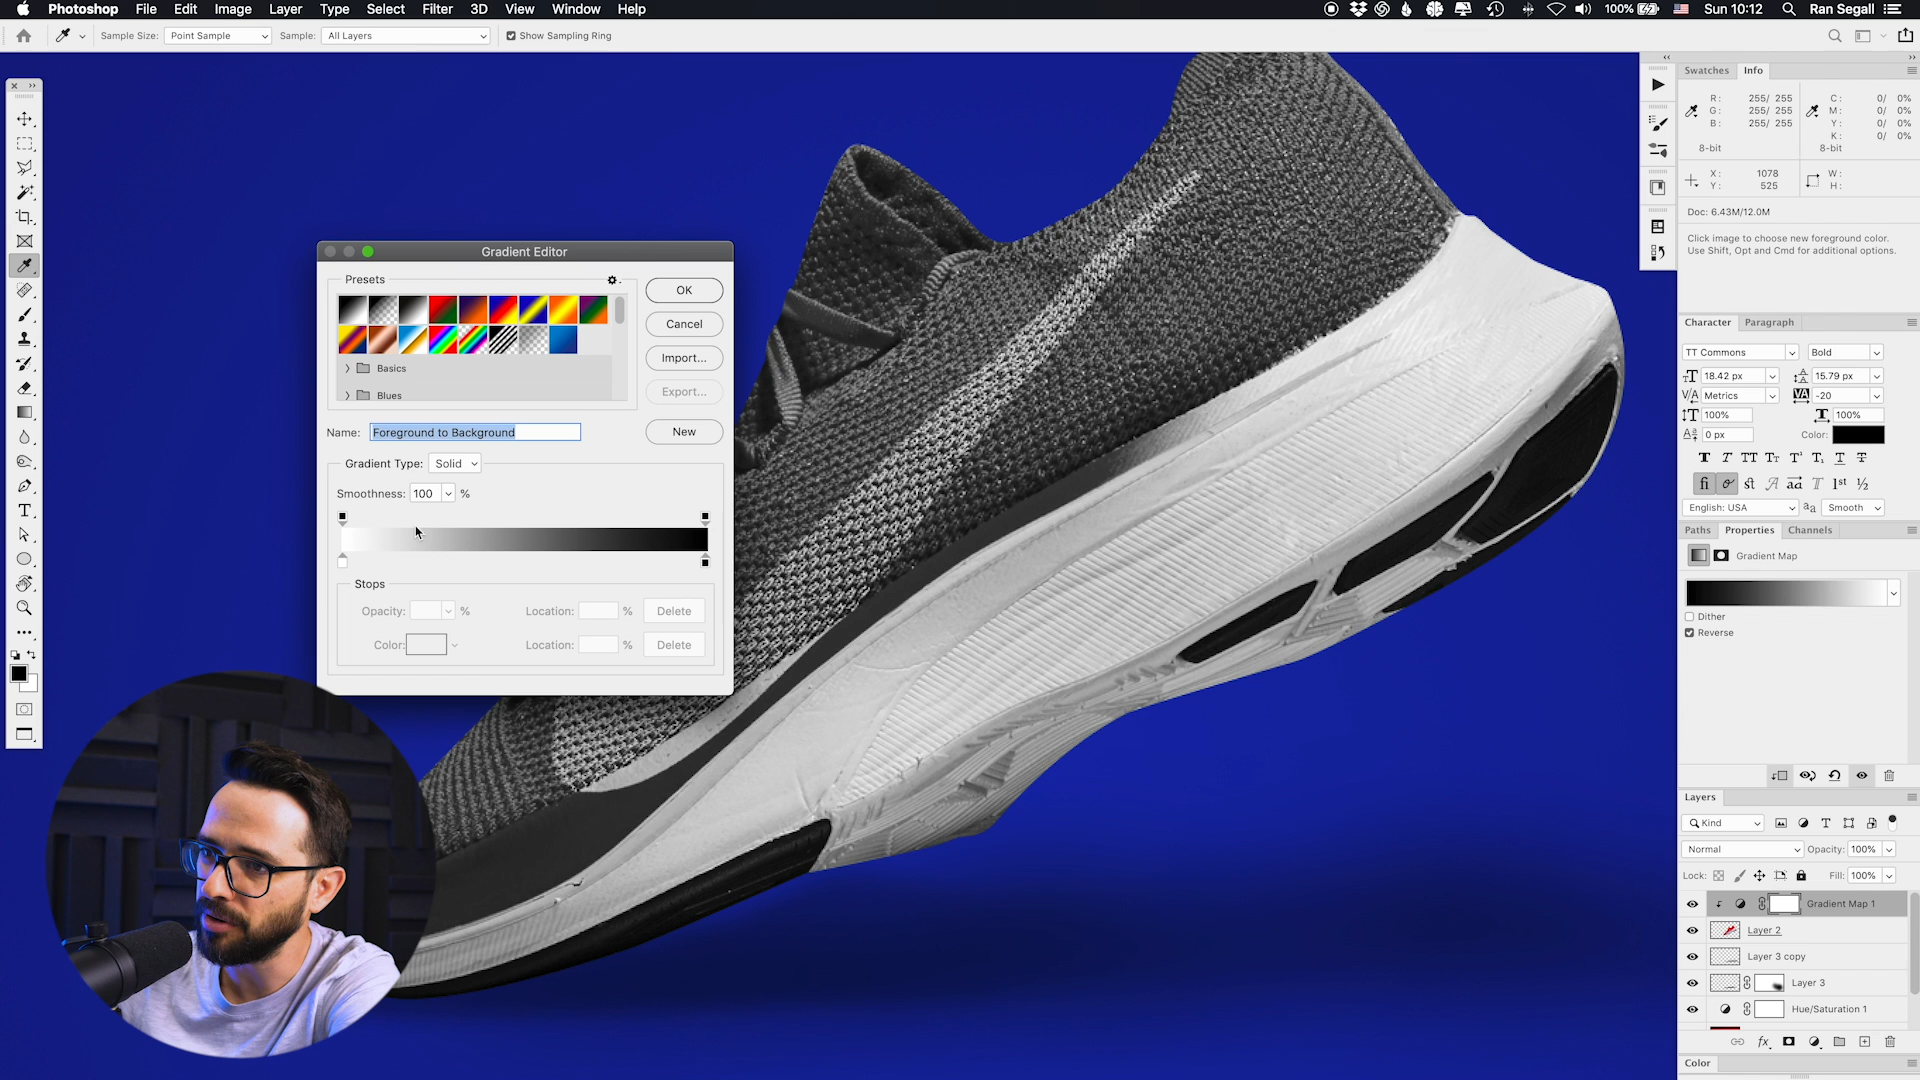 Photoshop File Edit Image Layer Type Select Filter 3D View Window Help 100% Sun 10:12 Ran Segall
Sample Size: Point Sample Sample: All Layers Show Sampling Ring
Gradient Editor
Presets
OK
Cancel
Import...
Basics
Export...
Blues
Name: Foreground to Background
New
Gradient Type: Solid
Smoothness: 100 %
Stops
Opacity: % Location: % Delete
Color: Location: % Delete
Swatches Info
R: 255/ 255 C: 0/ 0%
G: 255/ 255 M: 0/ 0%
B: 255/ 255 Y: 0/ 0%
K: 0/ 0%
8-bit 8-bit
X: 1078 W:
Y: 525 H:
Doc: 6.43M/12.0M
Click image to choose new foreground color.
Use Shift, Opt and Cmd for additional options.
Character Paragraph
TT Commons Bold
18.42 px 15.79 px
Metrics -20
100% 100%
0 px Color:
English: USA Smooth
Paths Properties Channels
Gradient Map
Dither
Reverse
Layers
Kind
Normal Opacity: 100%
Lock: Fill: 100%
Gradient Map 1
Layer 2
Layer 3 copy
Layer 3
Hue/Saturation 1
Color